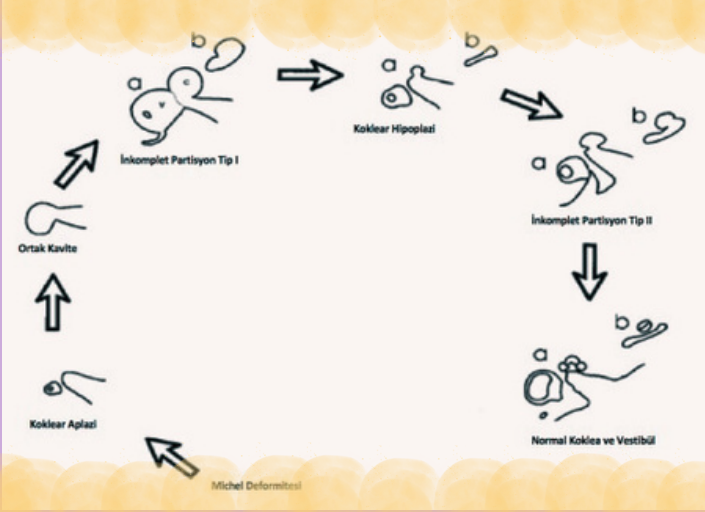 b
a
c
v
İnkomplet Partisyon Tip I
b
a
Koklear Hipoplazi
b
a
İnkomplet Partisyon Tip II
Ortak Kavite
b
a
Koklear Aplazi
Normal Koklea ve Vestibül
Michel Deformitesi